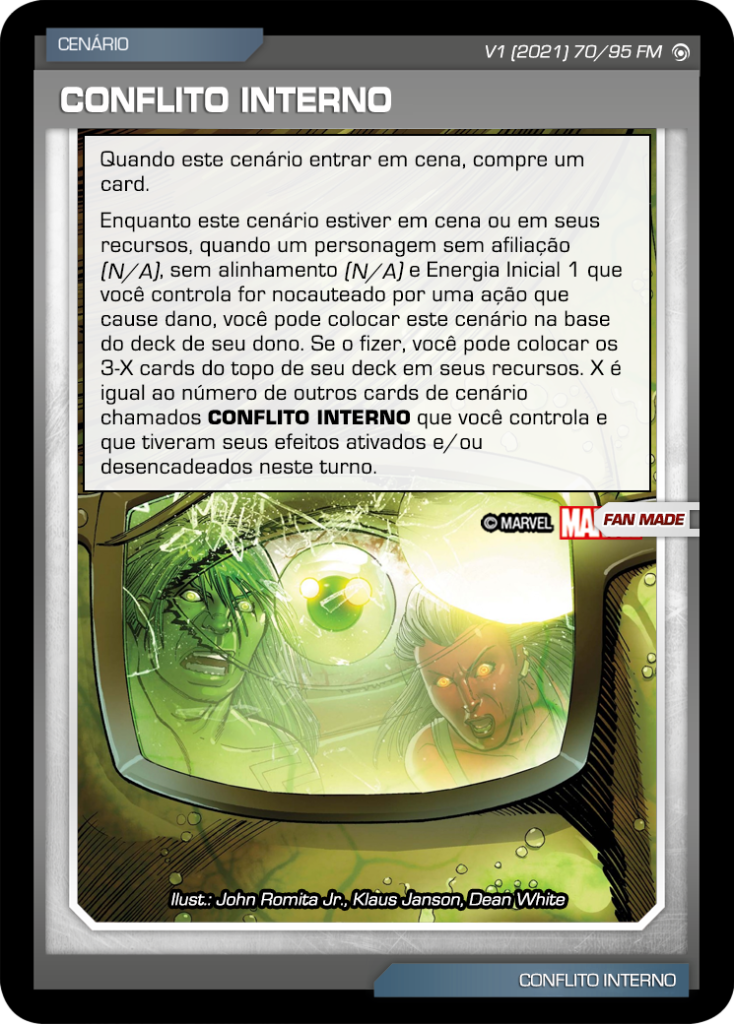 CENÁRIO
V1 (2021) 70/95 FM
CONFLITO INTERNO
Quando este cenário entrar em cena, compre um
card.
Enquanto este cenário estiver em cena ou em seus
recursos, quando um personagem sem afiliação
(N/A), sem alinhamento (N/A) e Energia Inicial 1 que
você controla for nocauteado por uma ação que
cause dano, você pode colocar este cenário na base
do deck de seu dono. Se o fizer, você pode colocar os
3-X cards do topo de seu deck em seus recursos. X é
igual ao número de outros cards de cenário
chamados CONFLITO INTERNO que você controla e
que tiveram seus efeitos ativados e/ou
desencadeados neste turno.
© MARVEL
FAN MADE
Ilust.: John Romita Jr., Klaus Janson, Dean White
CONFLITO INTERNO